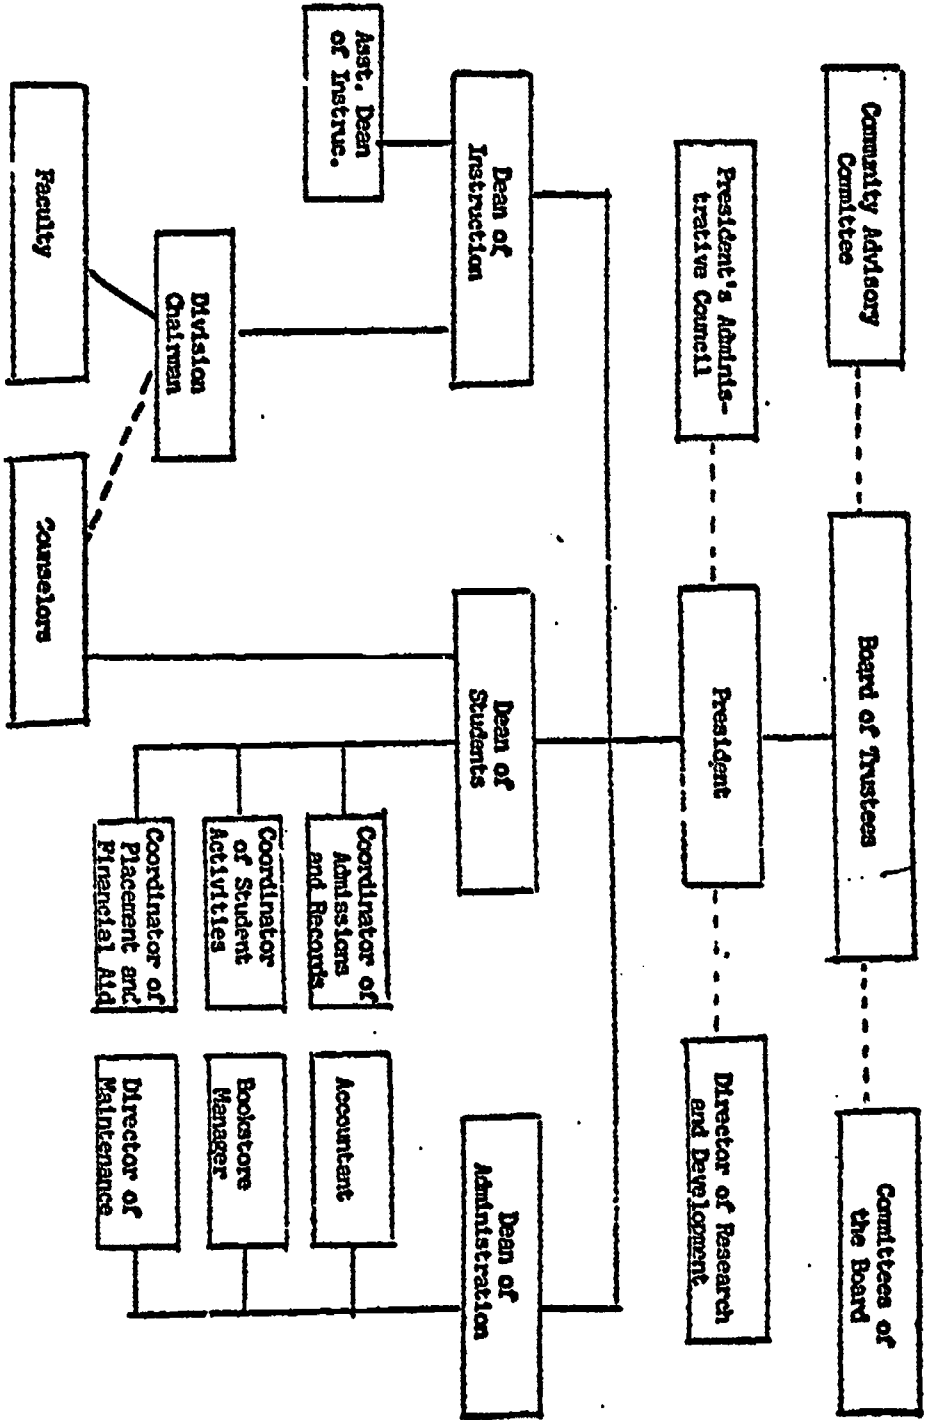 Community Advisory
Committee
Board of Trustees
Committees of
the Board
President's Adminis-
trative Council
President
Director of Research
and Development
Dean of
Instruction
Dean of
Students
Dean of
Administration
Asst. Dean
of Instruc.
Coordinator of
Admissions
and Records
Accountant
Division
Chairman
Coordinator
of Student
Activities
Bookstore
Manager
Coordinator of
Placement and
Financial Aid
Director of
Maintenance
Faculty
Counselors